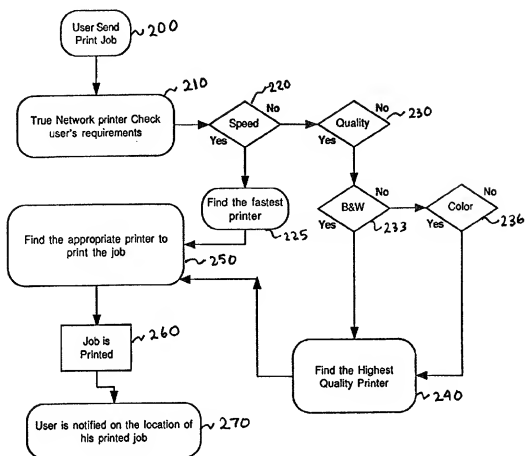 User Send
Print Job
200
210
True Network printer Check
user's requirements
220
Speed
No
Yes
Quality
No
230
Yes
Find the fastest
printer
225
B&W
No
Yes
233
Color
No
Yes
236
Find the appropriate printer to
print the job
250
Job is
Printed
260
Find the Highest
Quality Printer
240
User is notified on the location of
his printed job
270